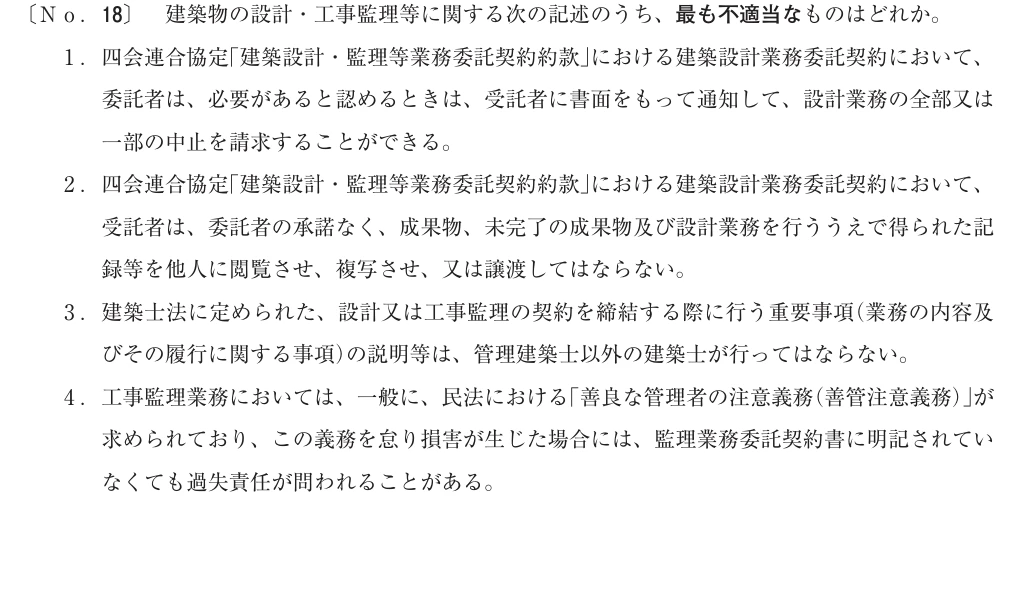 〔Ｎｏ．18〕　建築物の設計・工事監理等に関する次の記述のうち、最も不適当なものはどれか。
１．四会連合協定「建築設計・監理等業務委託契約約款」における建築設計業務委託契約において、
委託者は、必要があると認めるときは、受託者に書面をもって通知して、設計業務の全部又は
一部の中止を請求することができる。
２．四会連合協定「建築設計・監理等業務委託契約約款」における建築設計業務委託契約において、
受託者は、委託者の承諾なく、成果物、未完了の成果物及び設計業務を行ううえで得られた記
録等を他人に閲覧させ、複写させ、又は譲渡してはならない。
３．建築士法に定められた、設計又は工事監理の契約を締結する際に行う重要事項（業務の内容及
びその履行に関する事項）の説明等は、管理建築士以外の建築士が行ってはならない。
４．工事監理業務においては、一般に、民法における「善良な管理者の注意義務（善管注意義務）」が
求められており、この義務を怠り損害が生じた場合には、監理業務委託契約書に明記されてい
なくても過失責任が問われることがある。